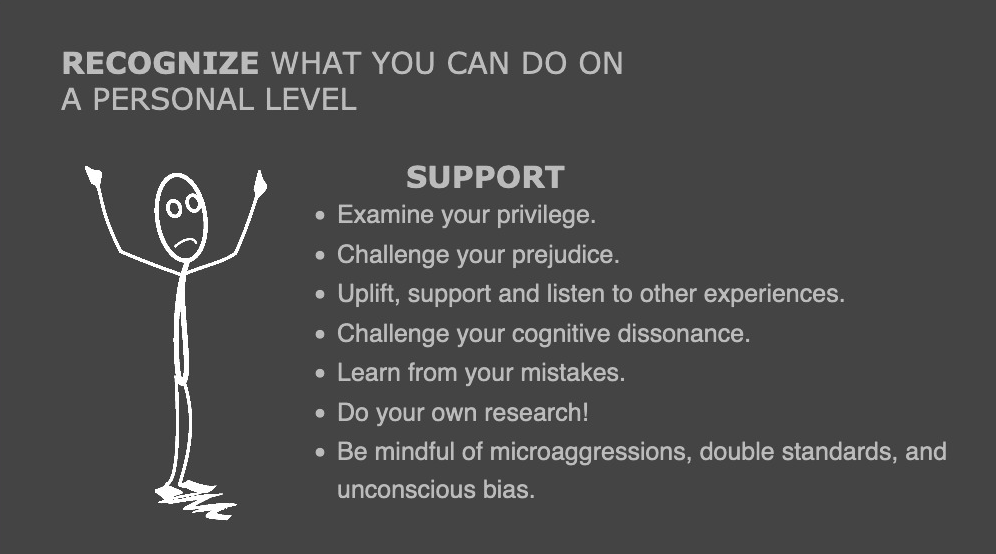 RECOGNIZE WHAT YOU CAN DO ON
A PERSONAL LEVEL
SUPPORT
• Examine your privilege.
• Challenge your prejudice.
• Uplift, support and listen to other experiences.
• Challenge your cognitive dissonance.
• Learn from your mistakes.
• Do your own research!
• Be mindful of microaggressions, double standards, and
unconscious bias.